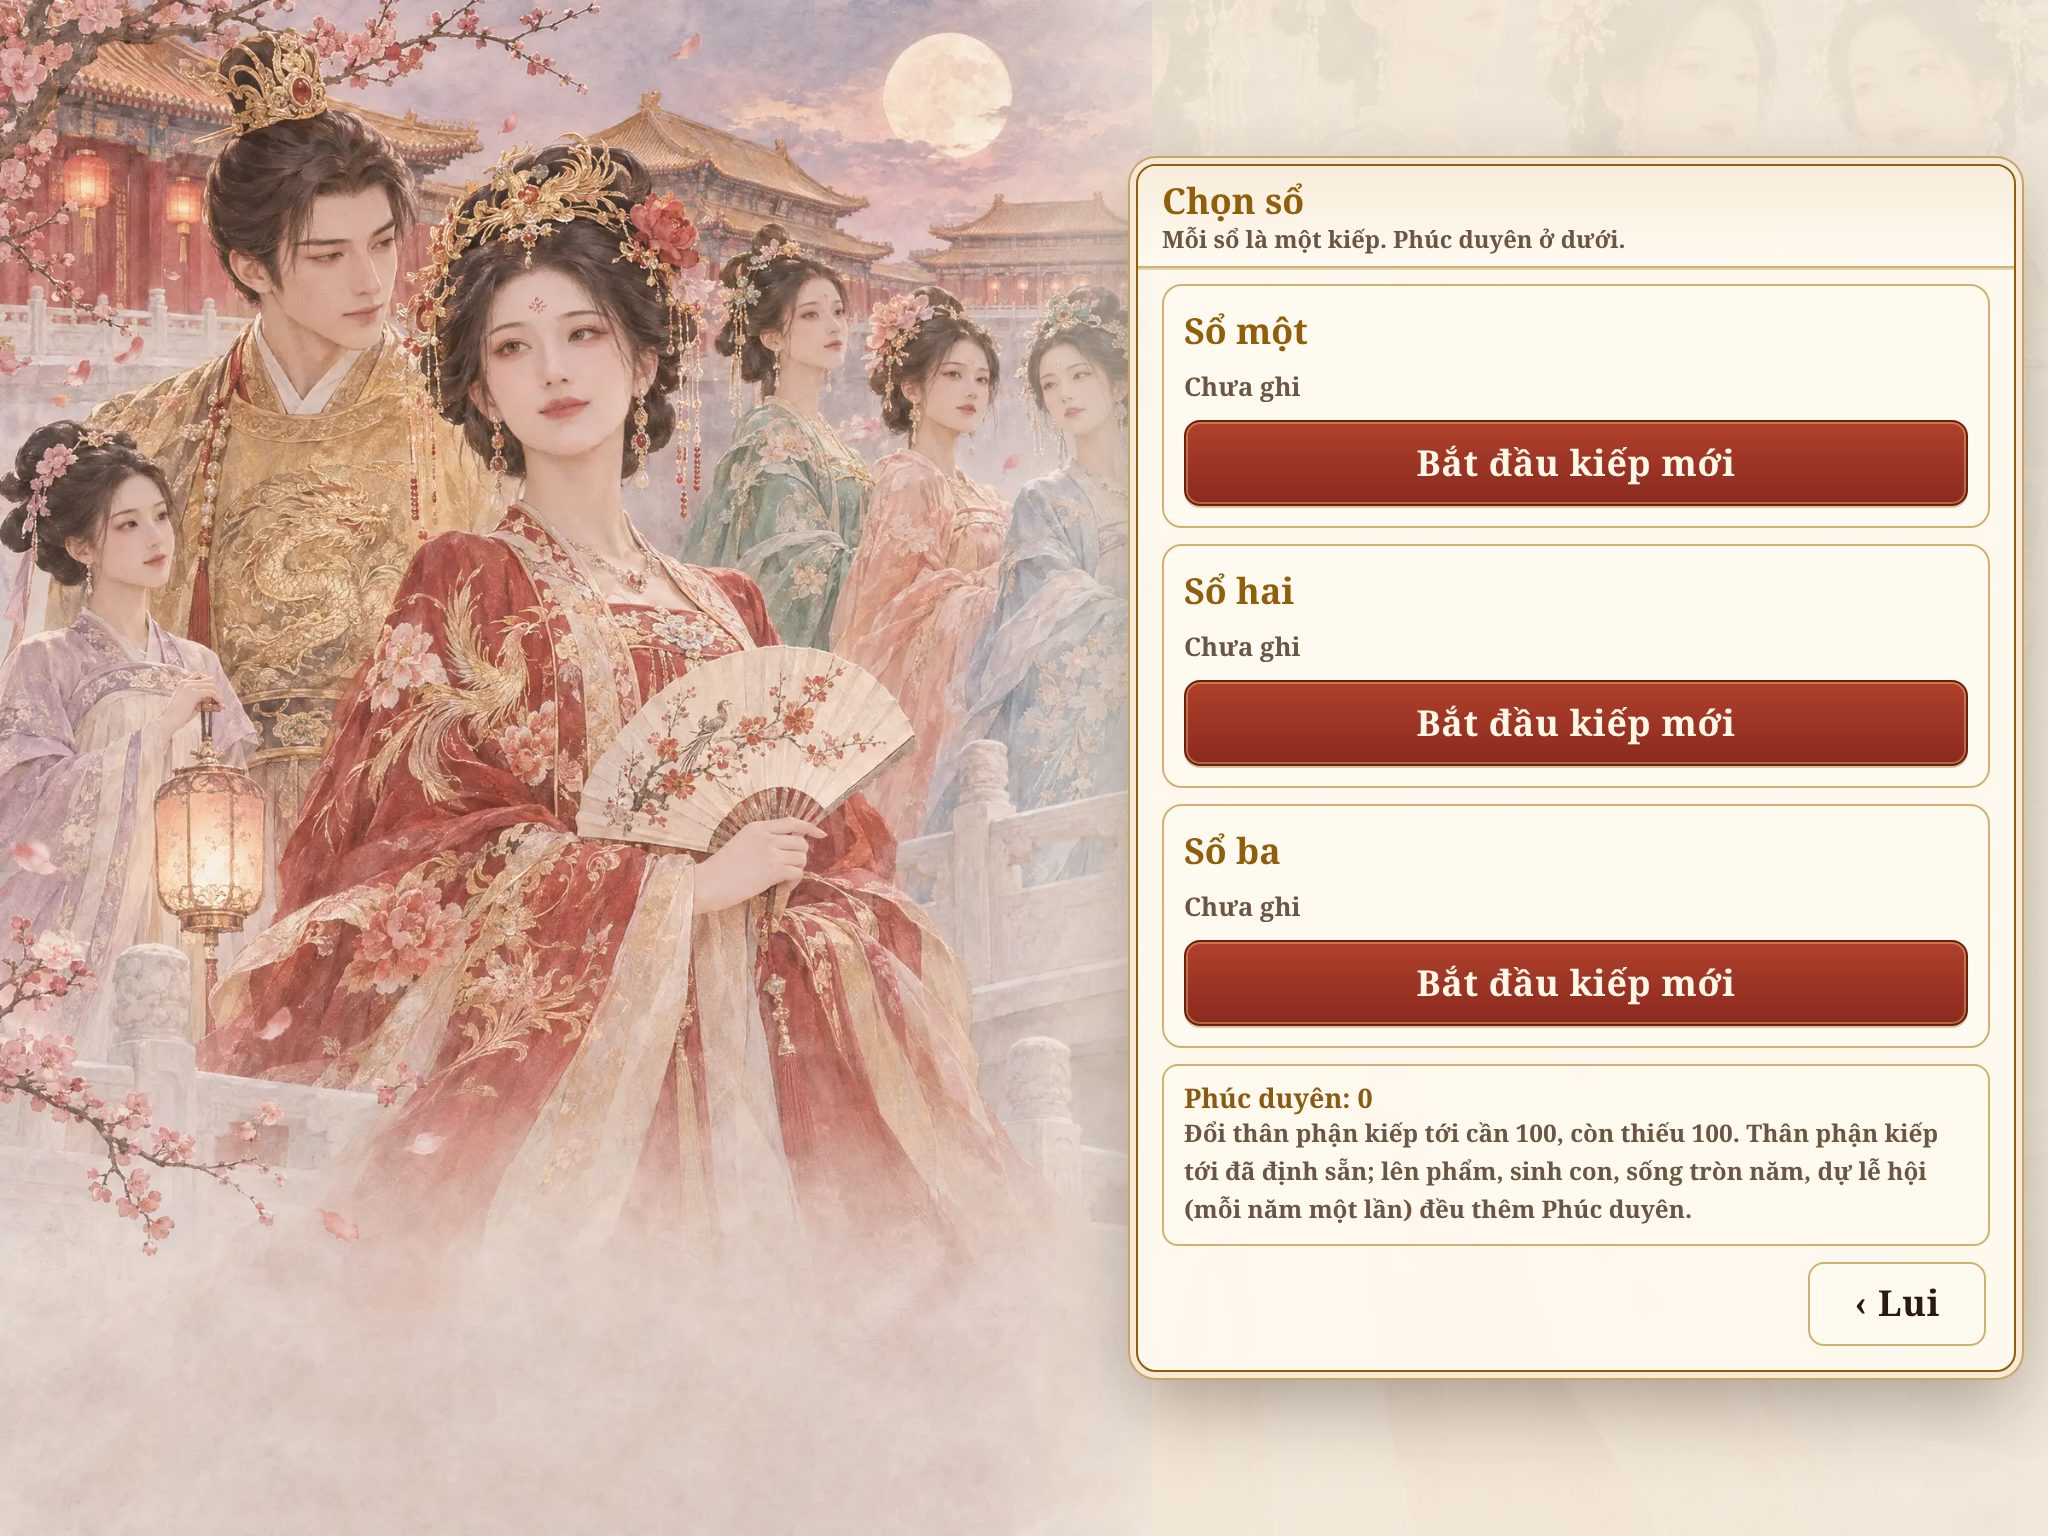 Chọn sổ
Mỗi sổ là một kiếp. Phúc duyên ở dưới.
Sổ một
Chưa ghi
Bắt đầu kiếp mới
Sổ hai
Chưa ghi
Bắt đầu kiếp mới
Sổ ba
Chưa ghi
Bắt đầu kiếp mới
Phúc duyên: 0
Đổi thân phận kiếp tới cần 100, còn thiếu 100. Thân phận kiếp
tới đã định sẵn; lên phẩm, sinh con, sống tròn năm, dự lễ hội
(mỗi năm một lần) đều thêm Phúc duyên.
‹ Lui